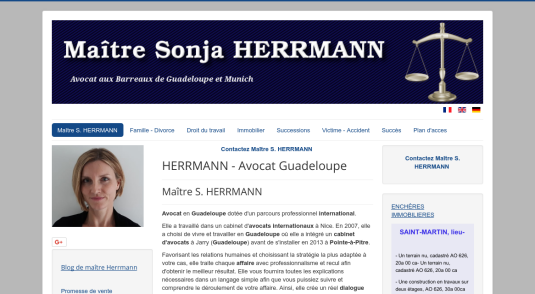 Maître Sonja HERRMANN
Avocat aux Barreaux de Guadeloupe et Munich
Maître S. HERRMANN
Famille - Divorce
Droit du travail
Immobilier
Successions
Victime - Accident
Succès
Plan d'acces
Contactez Maître S. HERRMANN
HERRMANN - Avocat Guadeloupe
Maître S. HERRMANN
Avocat en Guadeloupe dotée d'un parcours professionnel international.
Elle a travaillé dans un cabinet d'avocats Internationaux à Nice. En 2007, elle
a choisi de vivre et travailler en Guadeloupe où elle a intégré un cabinet
d'avocats à Jarry (Guadeloupe) avant de s'installer en 2013 à Pointe-à-Pitre.
Favorisant les relations humaines et choisissant la stratégie la plus adaptée à
votre cas, elle traite chaque affaire avec professionnalisme et recul afin
d'obtenir le meilleur résultat. Elle vous fournira toutes les explications
nécessaires dans un langage simple afin que vous puissiez suivre et
comprendre le déroulement de votre affaire. Ainsi, elle crée un réel dialogue
G+
Blog de maître Herrmann
Promesse de vente
Contactez Maître S.
HERRMANN
ENCHÈRES
IMMOBILIERES
SAINT-MARTIN, lieu-
- Un terrain nu, cadastré AO 626,
20a 00 ca- Un terrain nu,
cadastré AO 626, 20a 00 ca
- Une construction en travaux sur
deux étages, AO 626, 30a 00ca